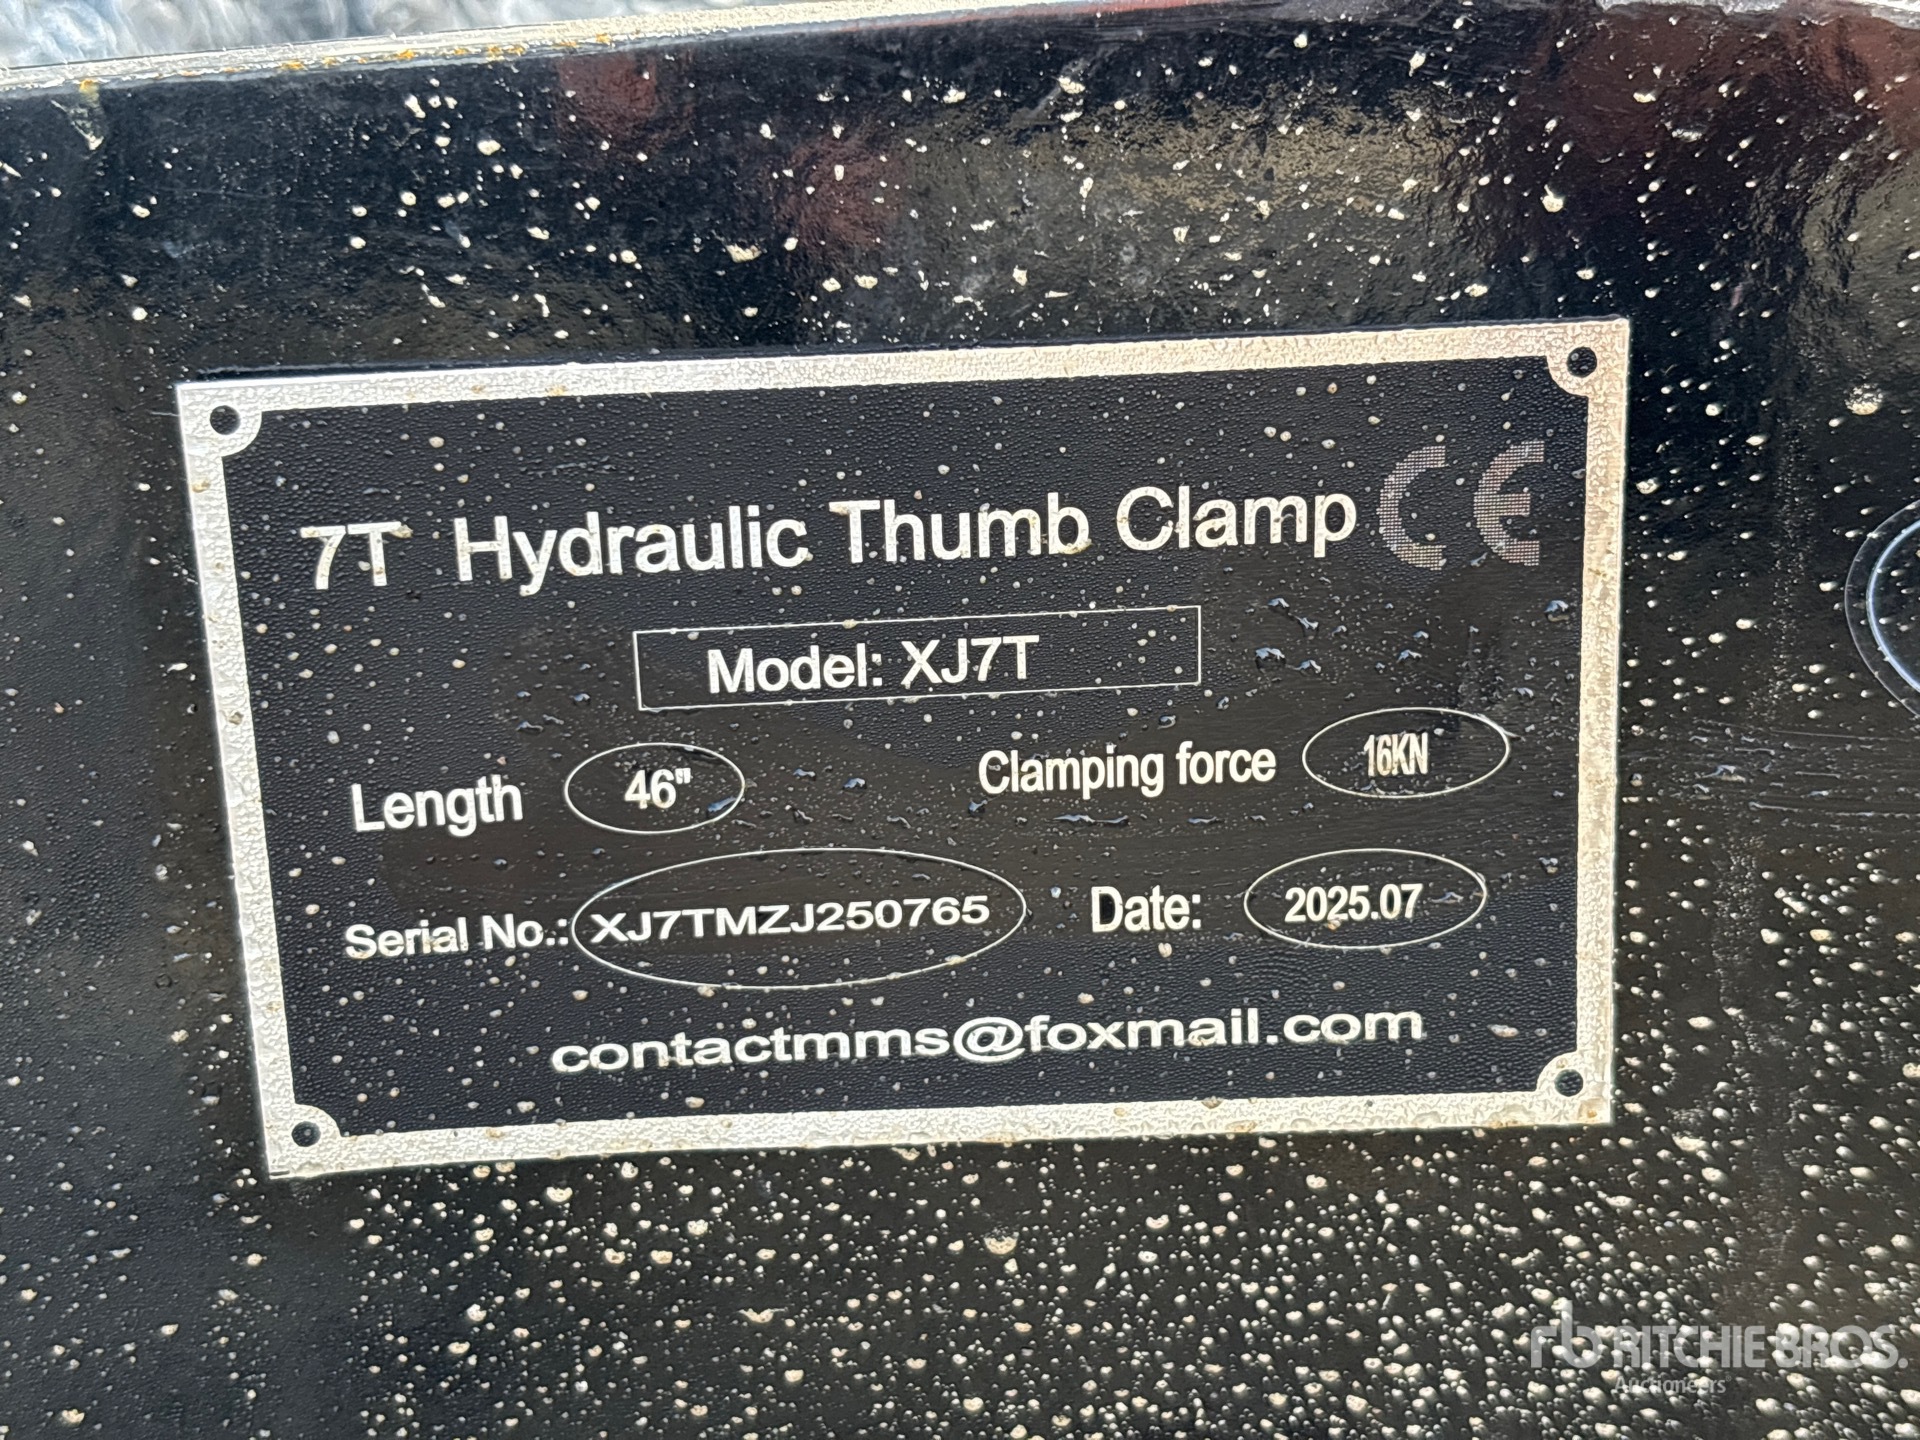 7T Hydraulic Thumb Clamp CE
Model: XJ7T
Length 46" Clamping force 16KN
Serial No.: XJ7TMZJ250765 Date: 2025.07
contactmms@foxmail.com
rb RITCHIE BROS.
Auctioneers